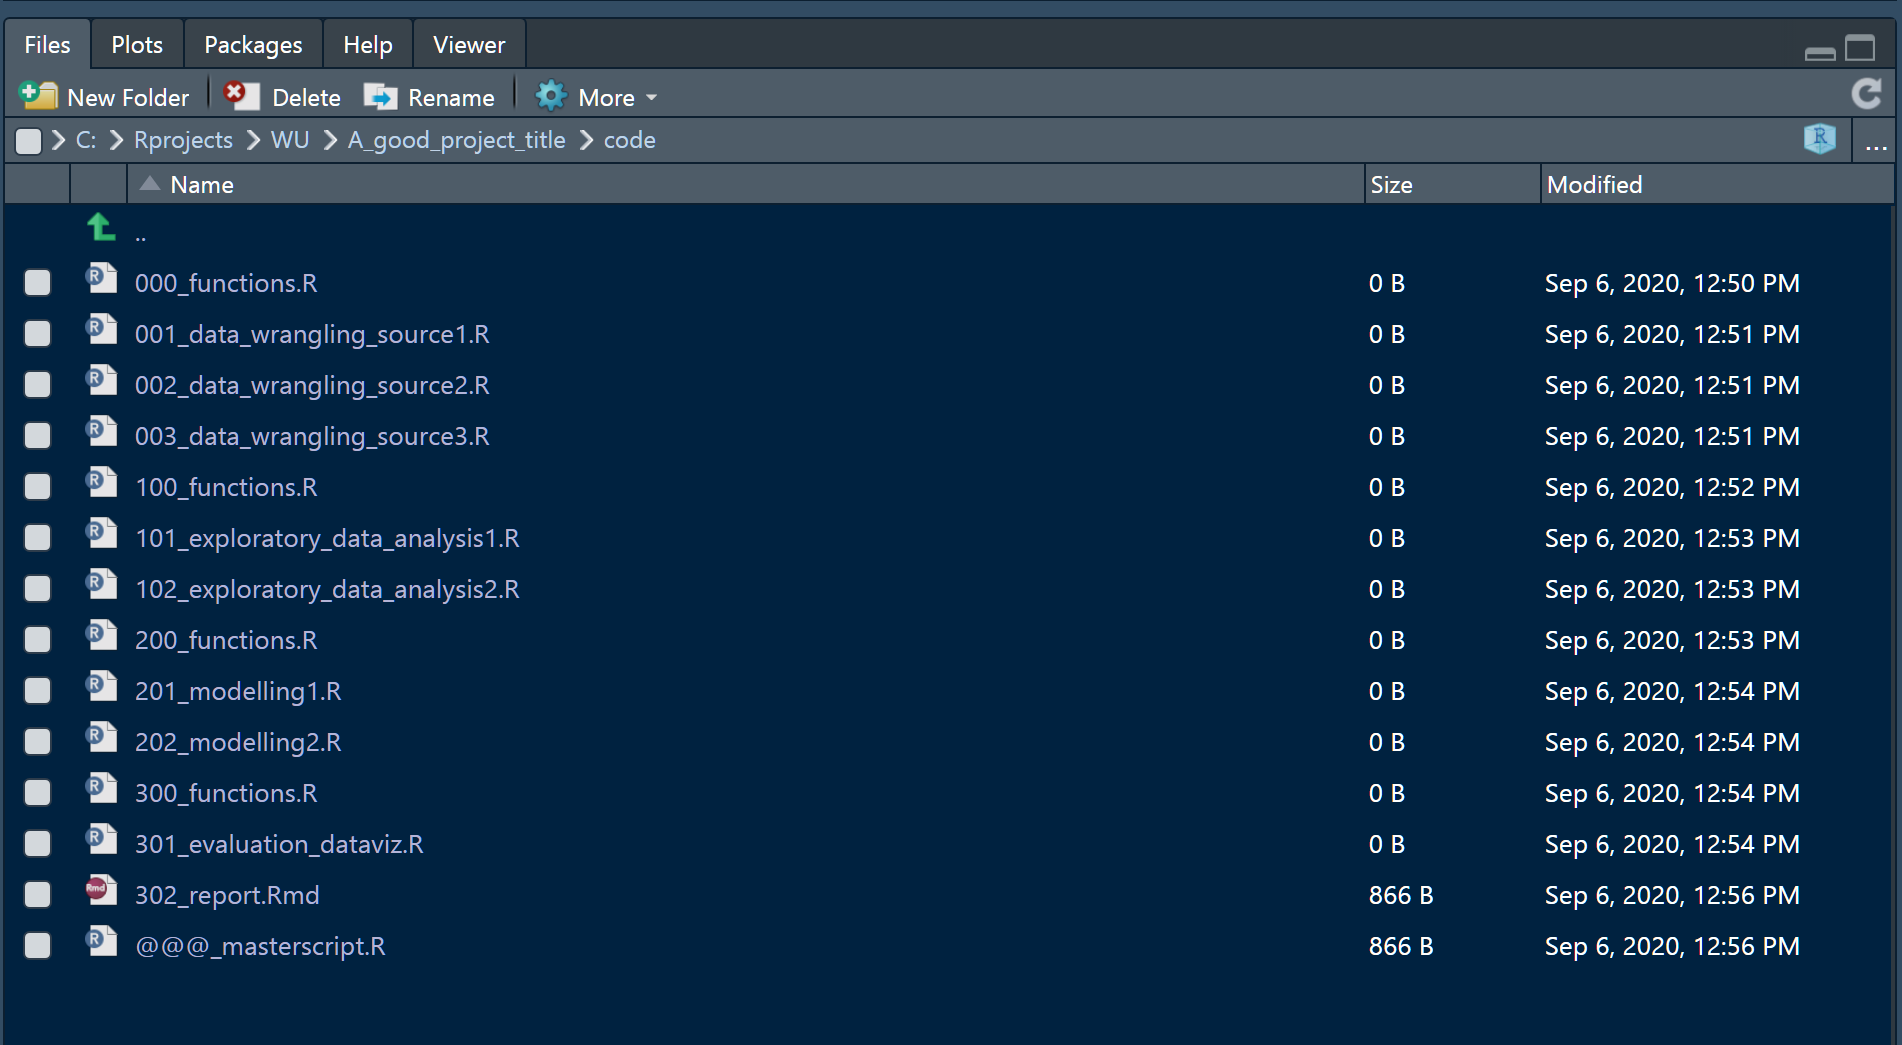 Files Plots Packages Help Viewer
New Folder Delete Rename More
C: Rprojects WU A_good_project_title code R ...
Name Size Modified
..
R 000_functions.R 0 B Sep 6, 2020, 12:50 PM
R 001_data_wrangling_source1.R 0 B Sep 6, 2020, 12:51 PM
R 002_data_wrangling_source2.R 0 B Sep 6, 2020, 12:51 PM
R 003_data_wrangling_source3.R 0 B Sep 6, 2020, 12:51 PM
R 100_functions.R 0 B Sep 6, 2020, 12:52 PM
R 101_exploratory_data_analysis1.R 0 B Sep 6, 2020, 12:53 PM
R 102_exploratory_data_analysis2.R 0 B Sep 6, 2020, 12:53 PM
R 200_functions.R 0 B Sep 6, 2020, 12:53 PM
R 201_modelling1.R 0 B Sep 6, 2020, 12:54 PM
R 202_modelling2.R 0 B Sep 6, 2020, 12:54 PM
R 300_functions.R 0 B Sep 6, 2020, 12:54 PM
R 301_evaluation_dataviz.R 0 B Sep 6, 2020, 12:54 PM
Rmd 302_report.Rmd 866 B Sep 6, 2020, 12:56 PM
R @@@_masterscript.R 866 B Sep 6, 2020, 12:56 PM